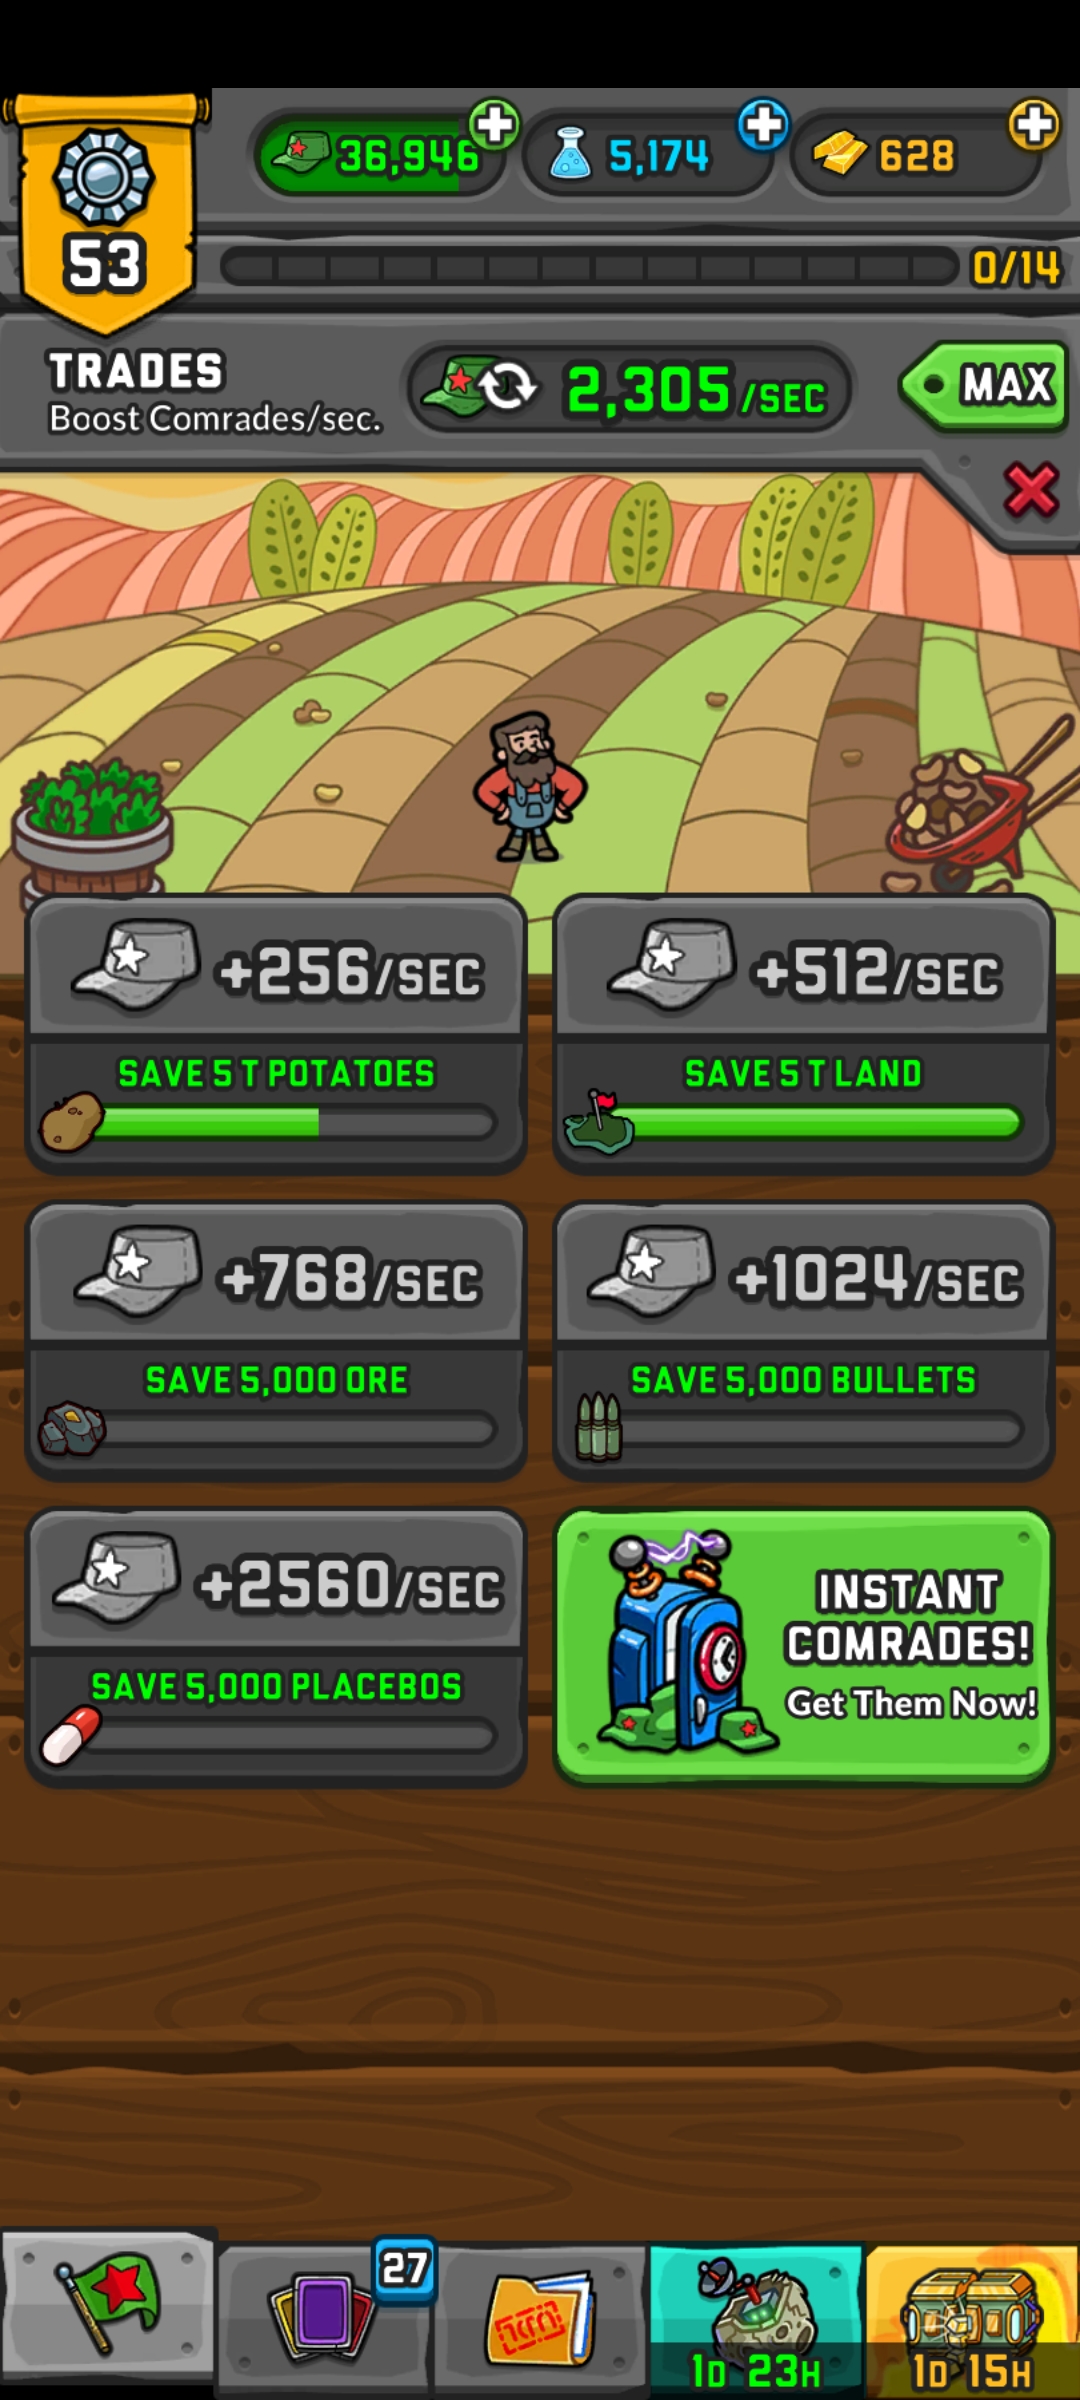 36,946
5,174
628
53
0/14
TRADES
Boost Comrades/sec.
2,305/SEC
MAX
+256/SEC
SAVE 5 T POTATOES
+512/SEC
SAVE 5 T LAND
+768/SEC
SAVE 5,000 ORE
+1024/SEC
SAVE 5,000 BULLETS
+2560/SEC
SAVE 5,000 PLACEBOS
INSTANT
COMRADES!
Get Them Now!
27
1D 23H
1D 15H